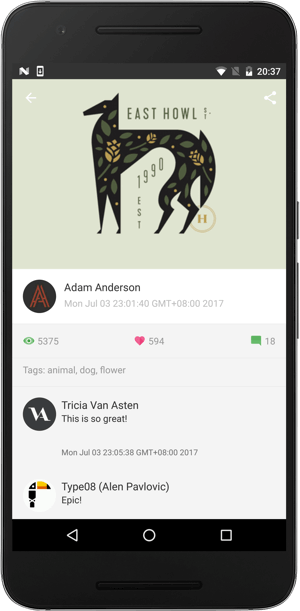 20:37
EAST HOWL ST.
1990
EST
H
Adam Anderson
Mon Jul 03 23:01:40 GMT+08:00 2017
5375
594
18
Tags: animal, dog, flower
Tricia Van Asten
This is so great!
Mon Jul 03 23:05:38 GMT+08:00 2017
Type08 (Alen Pavlovic)
Epic!